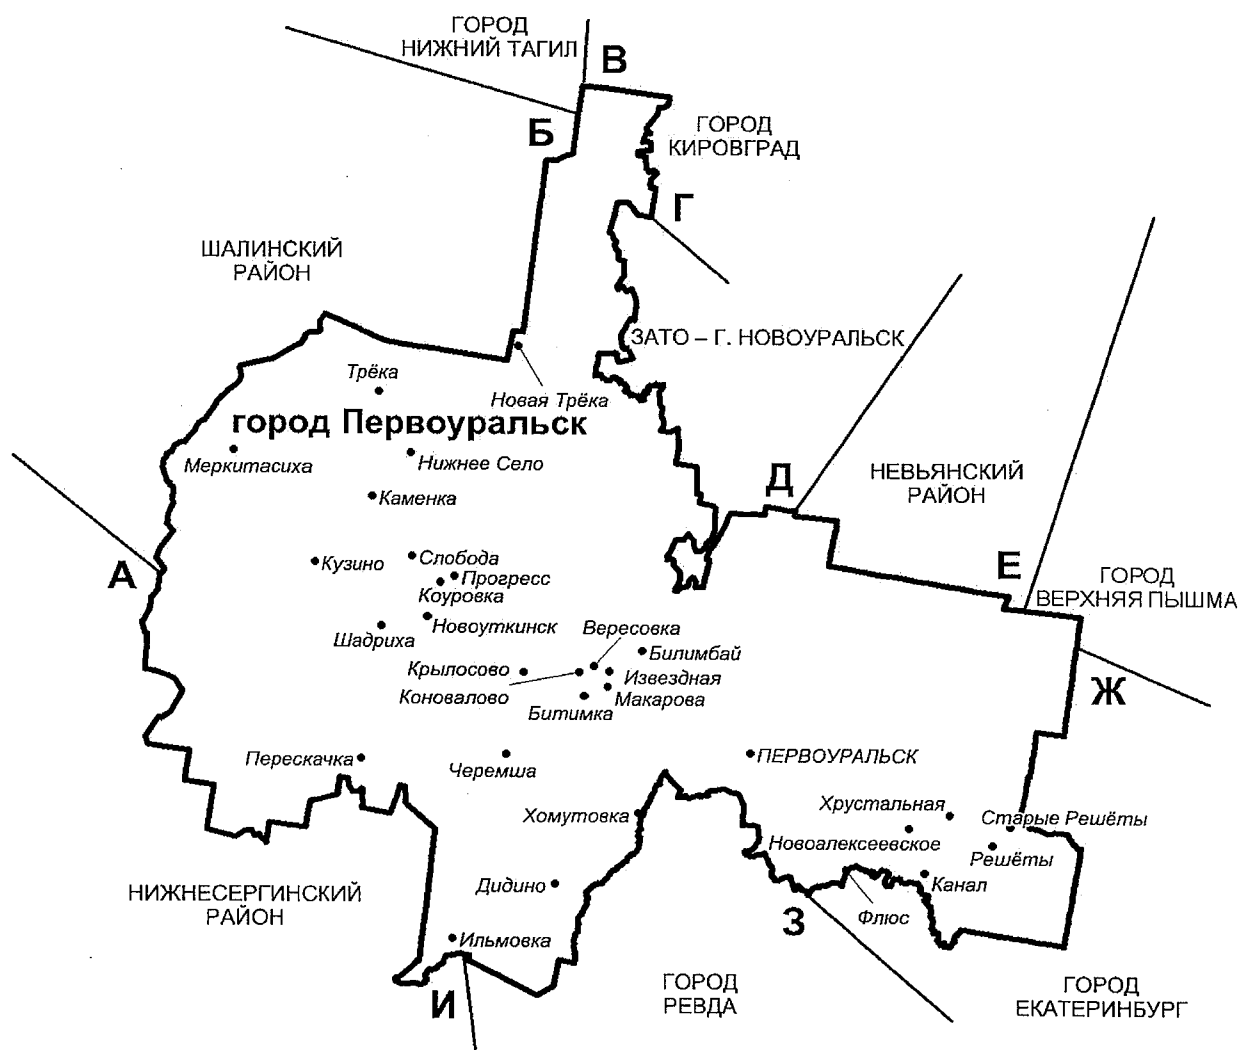 ГОРОД
НИЖНИЙ ТАГИЛ
В
Б
ГОРОД
КИРОВГРАД
Г
ШАЛИНСКИЙ
РАЙОН
ЗАТО – Г. НОВОУРАЛЬСК
Трёка
Новая Трёка
город Первоуральск
Меркитасиха
Нижнее Село
Каменка
Д
НЕВЬЯНСКИЙ
РАЙОН
А
Кузино
Слобода
Прогресс
Коуровка
Е
ГОРОД
ВЕРХНЯЯ ПЫШМА
Новоуткинск
Шадриха
Вересовка
Билимбай
Крылосово
Извездная
Коновалово
Макарова
Битимка
Ж
Перескачка
Черемша
ПЕРВОУРАЛЬСК
Хомутовка
Хрустальная
Старые Решёты
Новоалексеевское
Решёты
НИЖНЕСЕРГИНСКИЙ
РАЙОН
Дидино
Канал
Флюс
З
Ильмовка
И
ГОРОД
РЕВДА
ГОРОД
ЕКАТЕРИНБУРГ